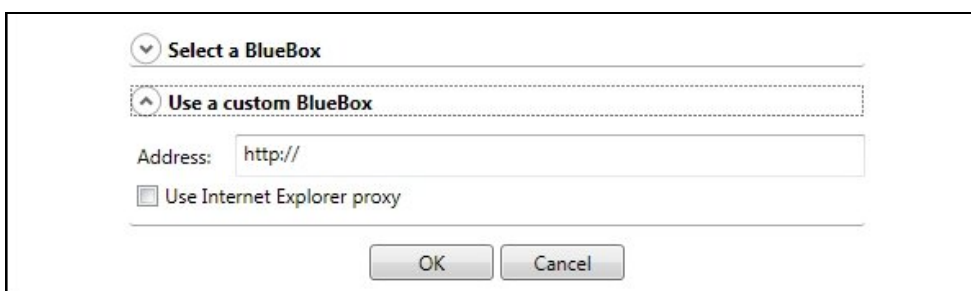 Select a BlueBox
Use a custom BlueBox
Address: http://
Use Internet Explorer proxy
OK Cancel